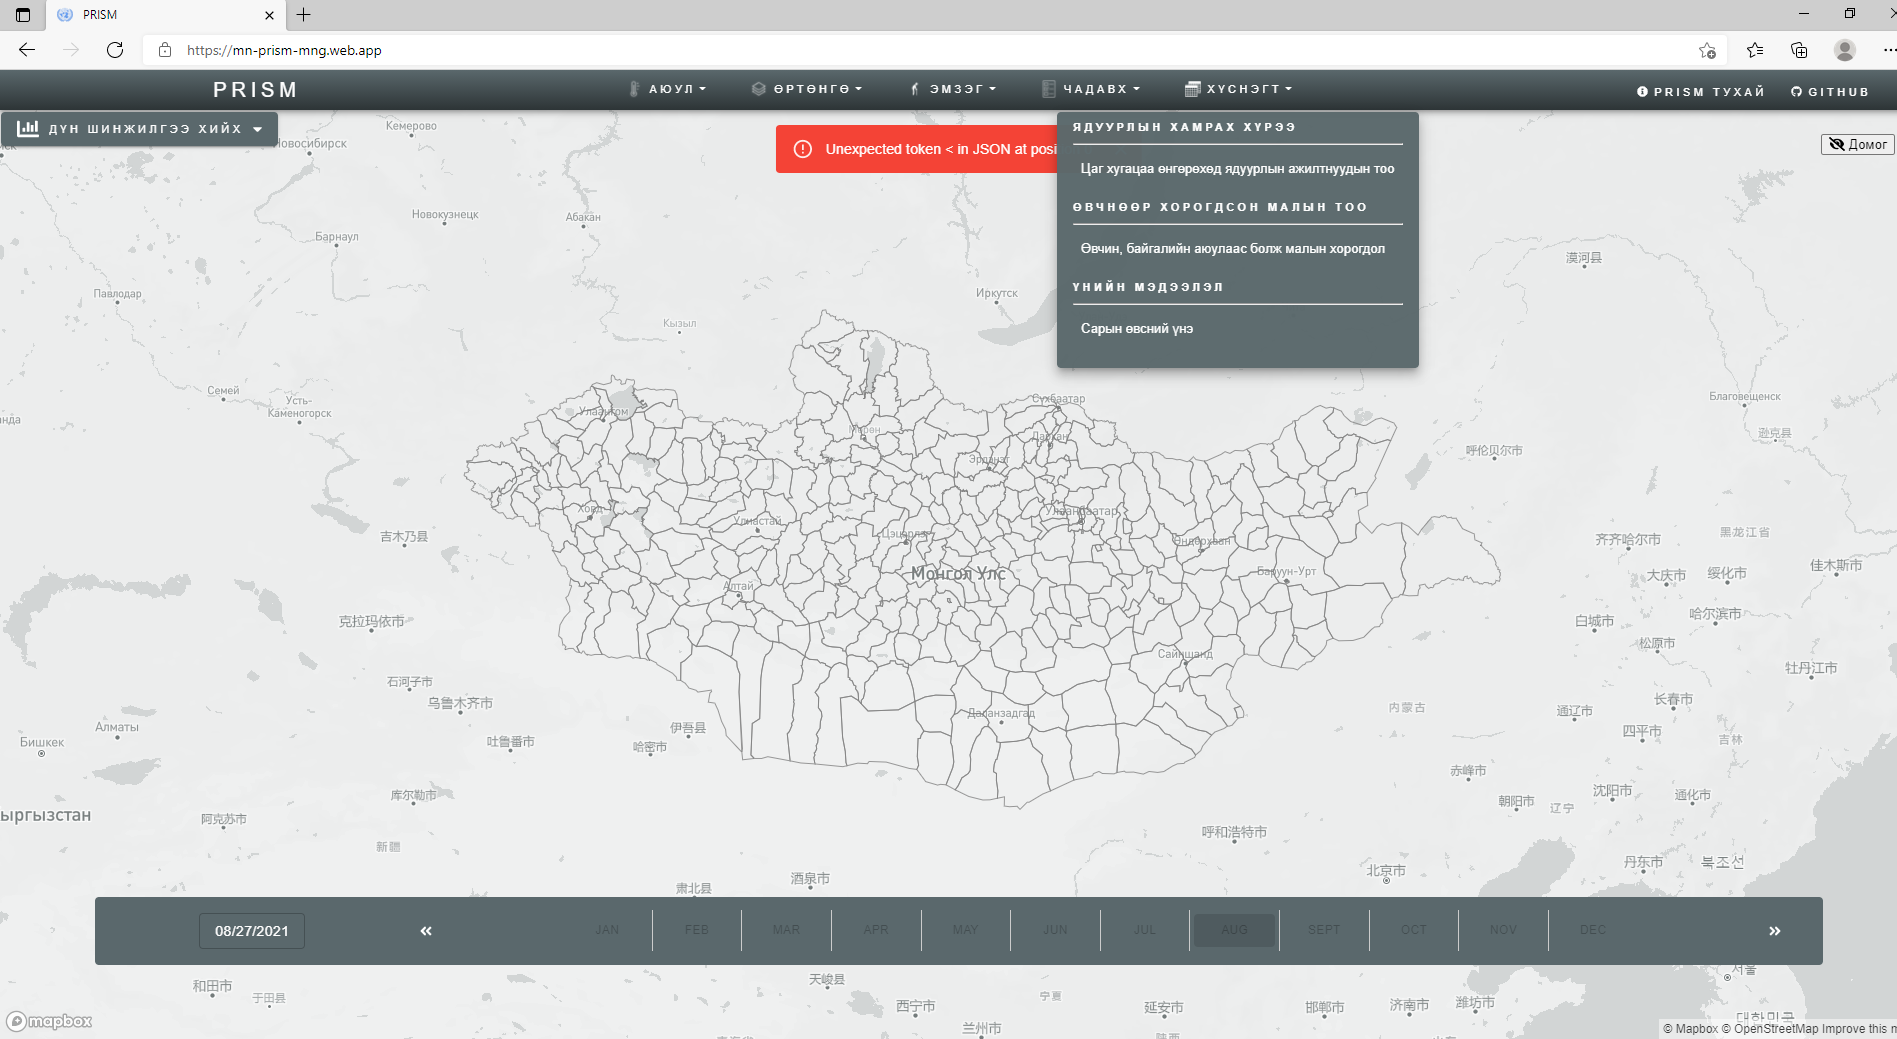 PRISM
https://mn-prism-mng.web.app
PRISM
АЮУЛ
ӨРТӨНГӨ
ЭМЗЭГ
ЧАДАВХ
ХҮСНЭГТ
PRISM ТУХАЙ
GITHUB
ДҮН ШИНЖИЛГЭЭ ХИЙХ
Unexpected token < in JSON at posi
Домог
ЯДУУРЛЫН ХАМРАХ ХҮРЭЭ
Цаг хугацаа өнгөрөхөд ядуурлын ажилтнуудын тоо
ӨВЧНӨӨР ХОРОГДСОН МАЛЫН ТОО
Өвчин, байгалийн аюулаас болж малын хорогдол
ҮНИЙН МЭДЭЭЛЭЛ
Сарын өвсний үнэ
Кемерово
Новосибирск
Новокузнецк
Абакан
Барнаул
漠河县
Павлодар
Иркутск
Кызыл
Семей
Усть-
Каменогорск
Благовещенск
Сүхбаатар
Улаангом
Мөрөн
Дархан
逊克县
Эрдэнэт
呼伦贝尔市
Ховд
Улиастай
Улаанбаатар
吉木乃县
Цэцэрлэг
Өндөрхаан
齐齐哈尔市
黑龙江省
Монгол Улс
Баруун-Урт
大庆市
绥化市
佳木斯市
Алтай
克拉玛依市
白城市
哈尔滨市
松原市
Сайншанд
牡丹江市
石河子市
乌鲁木齐市
Даланзадгад
内蒙古
通辽市
长春市
Алматы
伊吾县
四平市
Бишкек
吐鲁番市
哈密市
吉林
赤峰市
库尔勒市
朝阳市
辽宁
沈阳市
通化市
ыргызстан
阿克苏市
呼和浩特市
新疆
丹东市
북조선
北京市
肃北县
酒泉市
08/27/2021
«
JAN
FEB
MAR
APR
MAY
JUN
JUL
AUG
SEPT
OCT
NOV
DEC
»
서울
和田市
于田县
天峻县
西宁市
宁夏
延安市
邯郸市
济南市
潍坊市
대한민국
兰州市
mapbox
© Mapbox © OpenStreetMap Improve this m